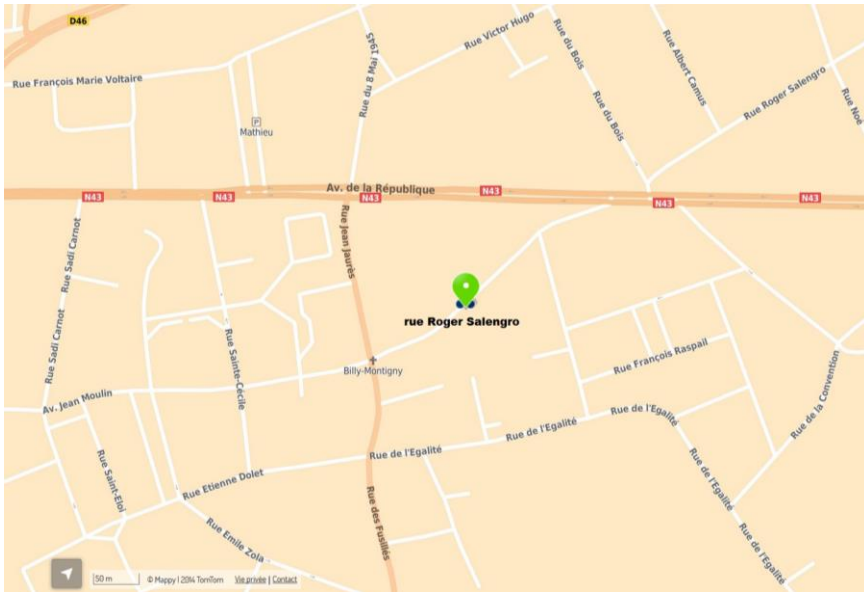 D46
Rue Victor Hugo
Rue du 8 Mai 1945
Rue du Bois
Rue Albert Camus
Rue François Marie Voltaire
Rue Roger Salengro
Rue Noé
Rue du Bois
P
Mathieu
Av. de la République
N43
N43
N43
N43
N43
N43
Rue Sadi Carnot
Rue Jean Jaurès
rue Roger Salengro
Rue Sadi Carnot
Rue Sainte-Cécile
Billy-Montigny
Rue François Raspail
Rue de la Convention
Av. Jean Moulin
Rue de l'Egalité
Rue de l'Egalité
Rue de l'Egalité
Rue Saint-Eloi
Rue Etienne Dolet
Rue de l'Egalité
Rue des Fusillés
Rue Emile Zola
Rue de l'Egalité
50 m
© Mappy | 2014 TomTom Vie privée | Contact